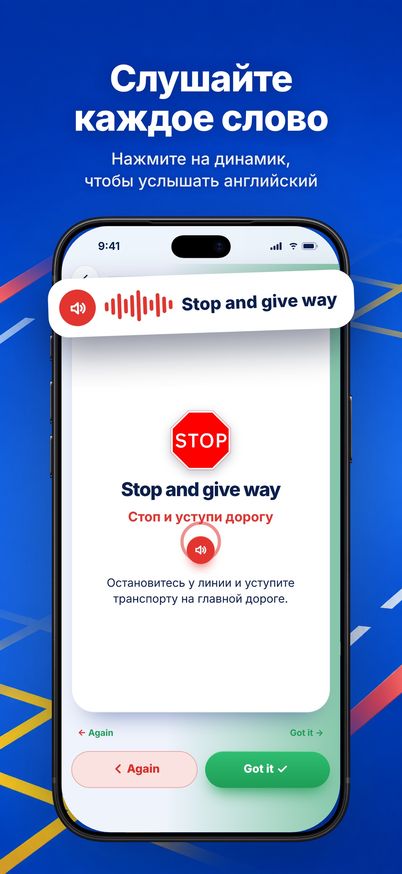 Слушайте
каждое слово
Нажмите на динамик,
чтобы услышать английский
9:41
Stop and give way
STOP
Stop and give way
Стоп и уступи дорогу
Остановитесь у линии и уступите
транспорту на главной дороге.
← Again Got it →
Again Got it ✓